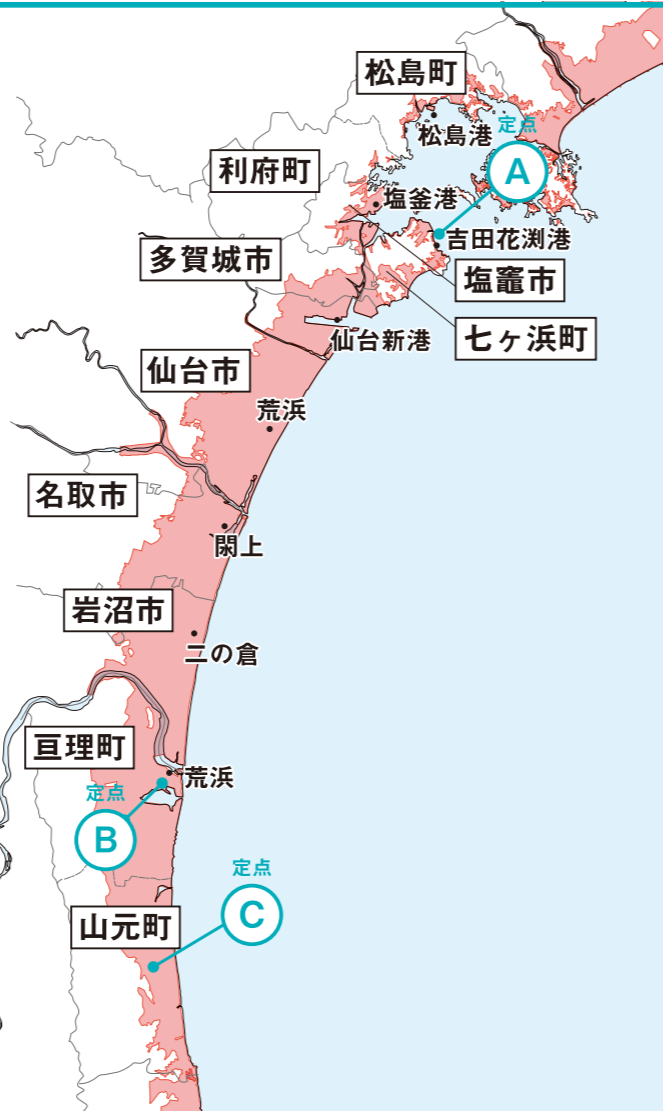 松島町
松島港
定点
A
利府町
塩釜港
吉田花渕港
多賀城市
塩竈市
仙台新港
七ヶ浜町
仙台市
荒浜
名取市
閖上
岩沼市
二の倉
亘理町
荒浜
定点
B
定点
C
山元町